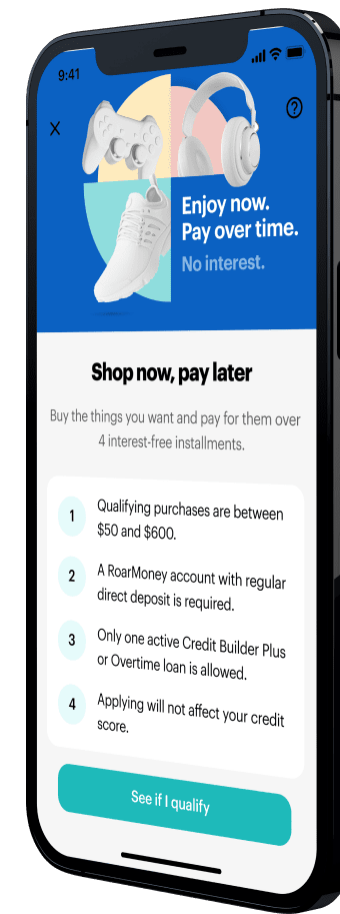 9:41
Enjoy now.
Pay over time.
No interest.
Shop now, pay later
Buy the things you want and pay for them over
4 interest-free installments.
1
Qualifying purchases are between
$50 and $600.
2
A RoarMoney account with regular
direct deposit is required.
3
Only one active Credit Builder Plus
or Overtime loan is allowed.
4
Applying will not affect your credit
score.
See if I qualify